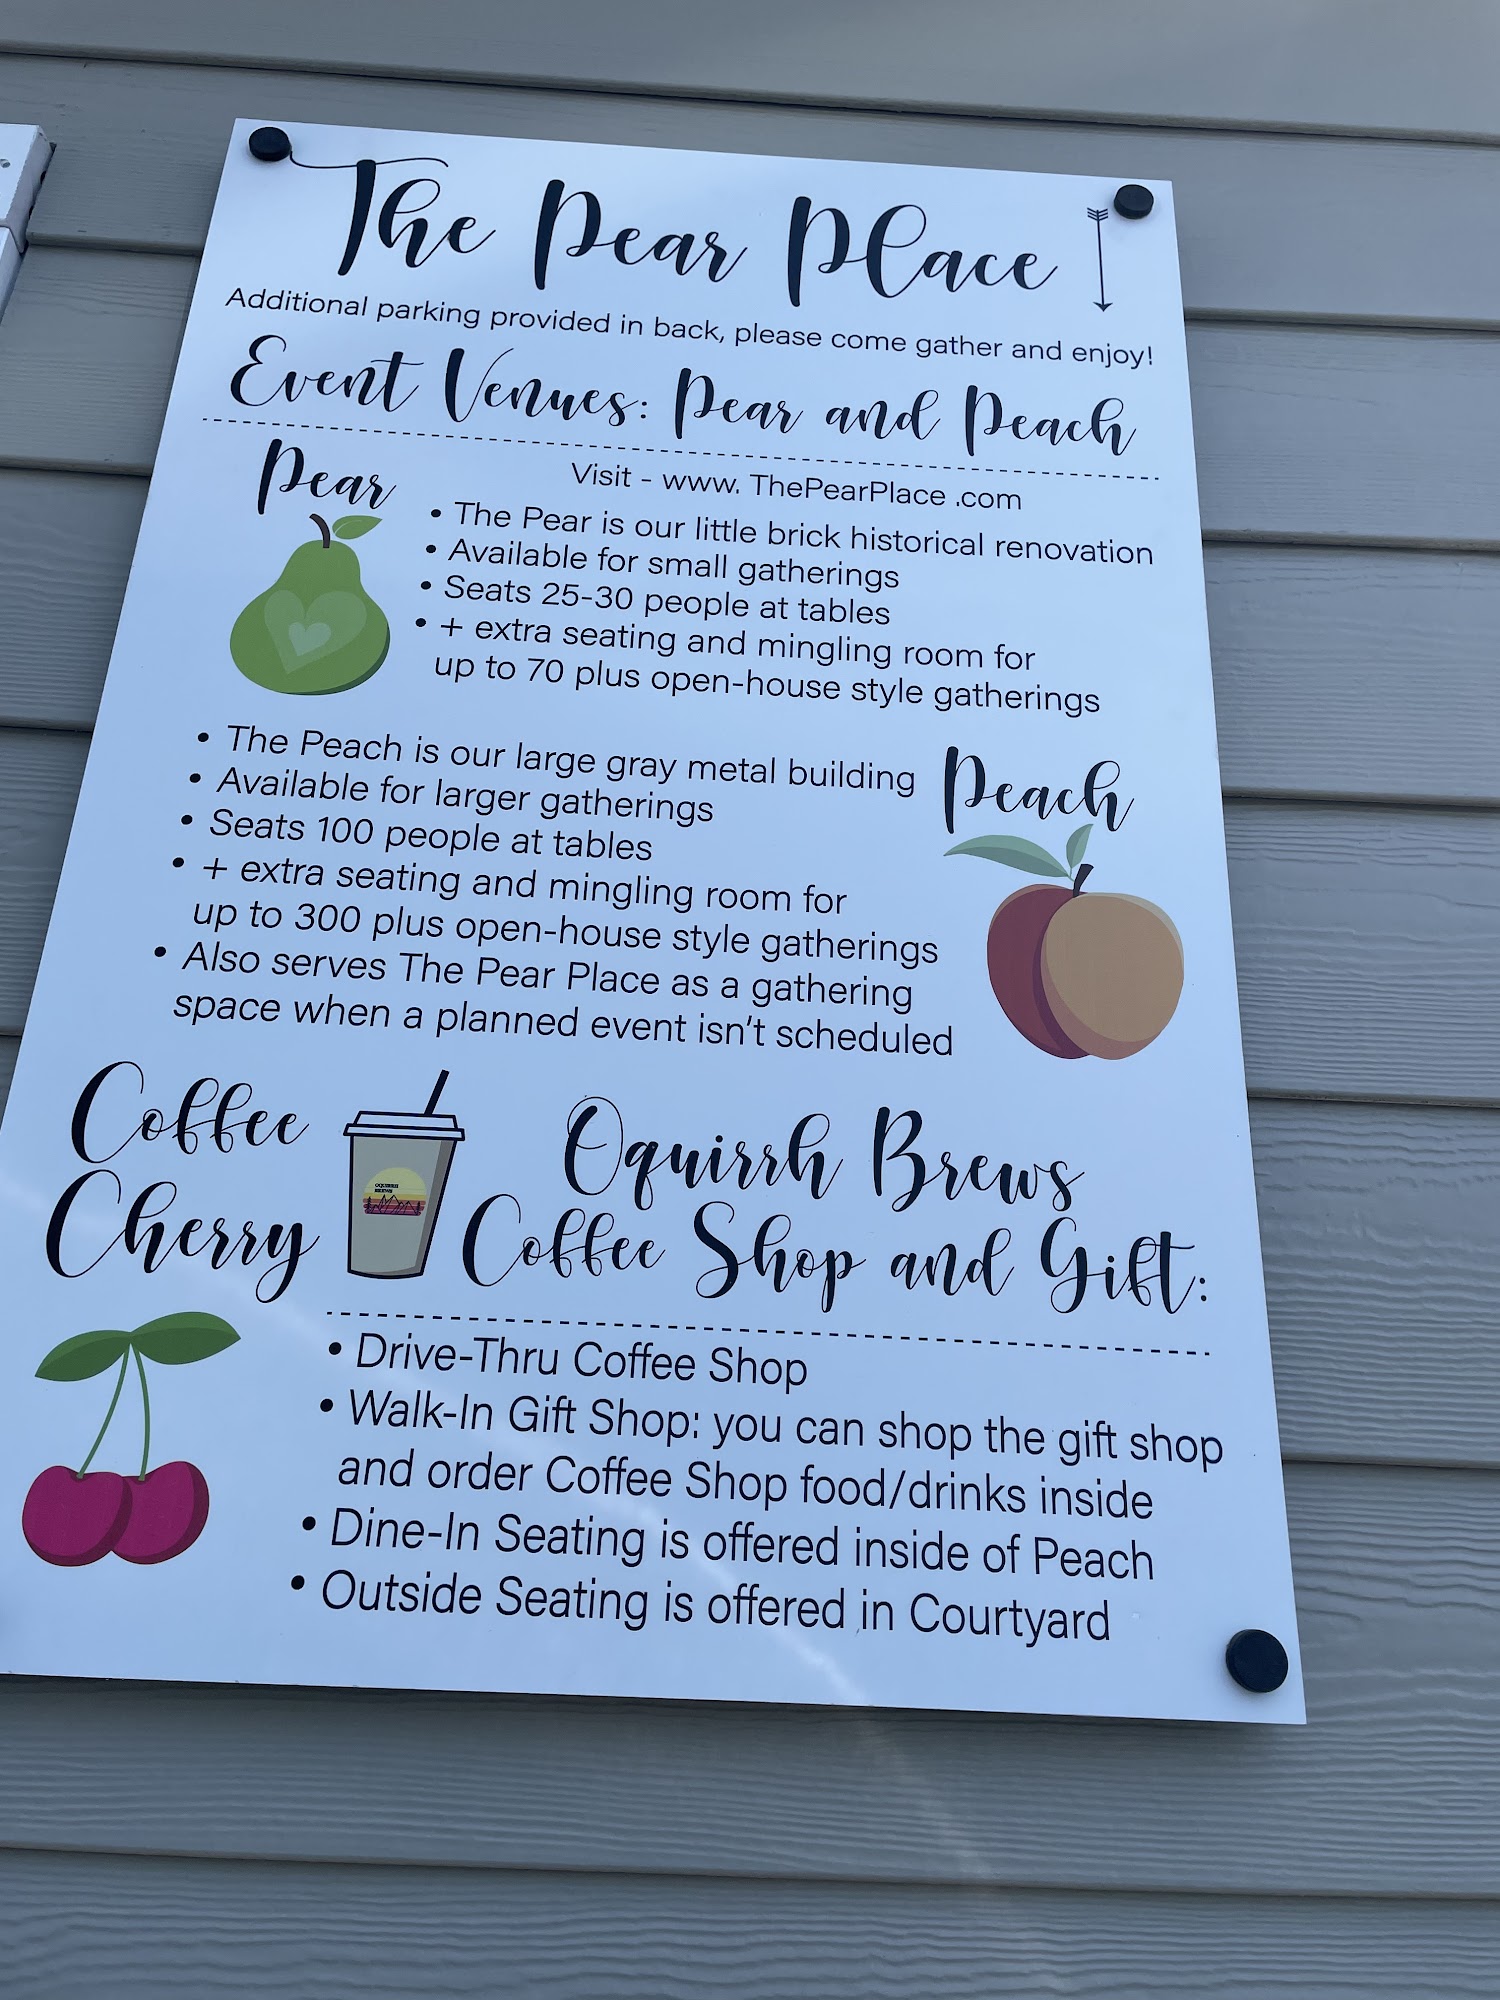 The Pear Place
Additional parking provided in back, please come gather and enjoy!
Event Venues: Pear and Peach
Pear
Visit - www. ThePearPlace .com
• The Pear is our little brick historical renovation
• Available for small gatherings
• Seats 25-30 people at tables
• + extra seating and mingling room for
up to 70 plus open-house style gatherings
• The Peach is our large gray metal building
• Available for larger gatherings
• Seats 100 people at tables
• + extra seating and mingling room for
up to 300 plus open-house style gatherings
• Also serves The Pear Place as a gathering
space when a planned event isn't scheduled
Peach
Coffee
Cherry
OQUIRRH
BREWS
Oquirrh Brews
Coffee Shop and Gift:
• Drive-Thru Coffee Shop
• Walk-In Gift Shop: you can shop the gift shop
and order Coffee Shop food/drinks inside
• Dine-In Seating is offered inside of Peach
• Outside Seating is offered in Courtyard